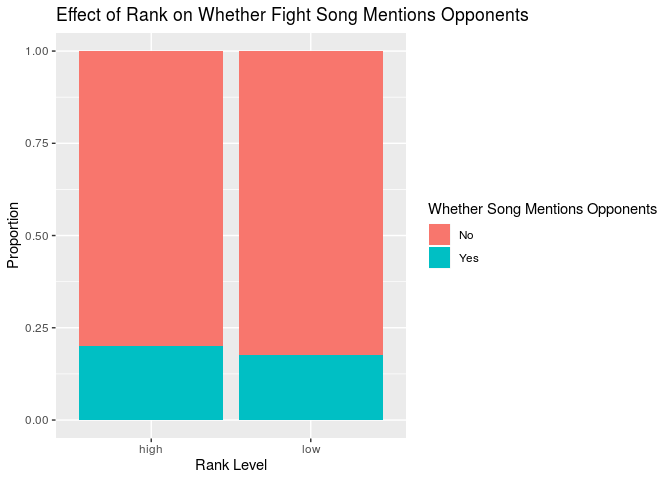 Effect of Rank on Whether Fight Song Mentions Opponents
1.00
0.75
0.50
0.25
0.00
Proportion
high
low
Rank Level
Whether Song Mentions Opponents
No
Yes